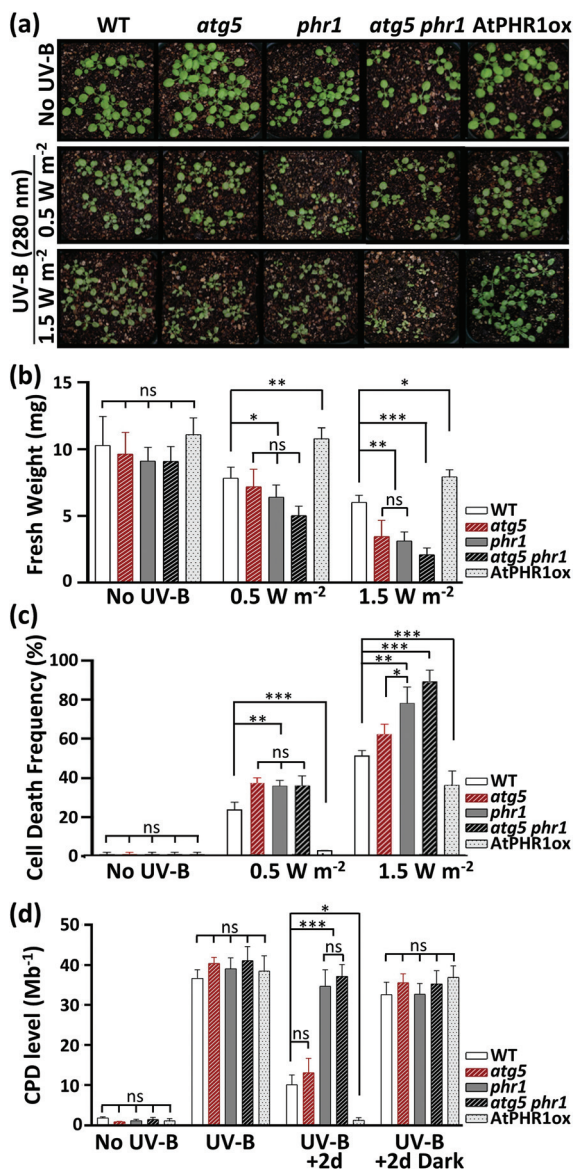 (a)
WT atg5 phr1 atg5 phr1 AtPHR1ox
No UV-B
UV-B (280 nm)
0.5 W m-2
1.5 W m-2
(b)
Fresh Weight (mg)
15
10
5
0
ns
**
*
ns
*
***
**
ns
WT
atg5
phr1
atg5 phr1
AtPHR1ox
No UV-B 0.5 W m-2 1.5 W m-2
(c)
Cell Death Frequency (%)
100
80
60
40
20
0
ns
***
**
ns
***
***
**
*
WT
atg5
phr1
atg5 phr1
AtPHR1ox
No UV-B 0.5 W m-2 1.5 W m-2
(d)
CPD level (Mb-1)
50
40
30
20
10
0
ns
ns
*
***
ns
ns
ns
WT
atg5
phr1
atg5 phr1
AtPHR1ox
No UV-B UV-B UV-B UV-B
+2d +2d Dark